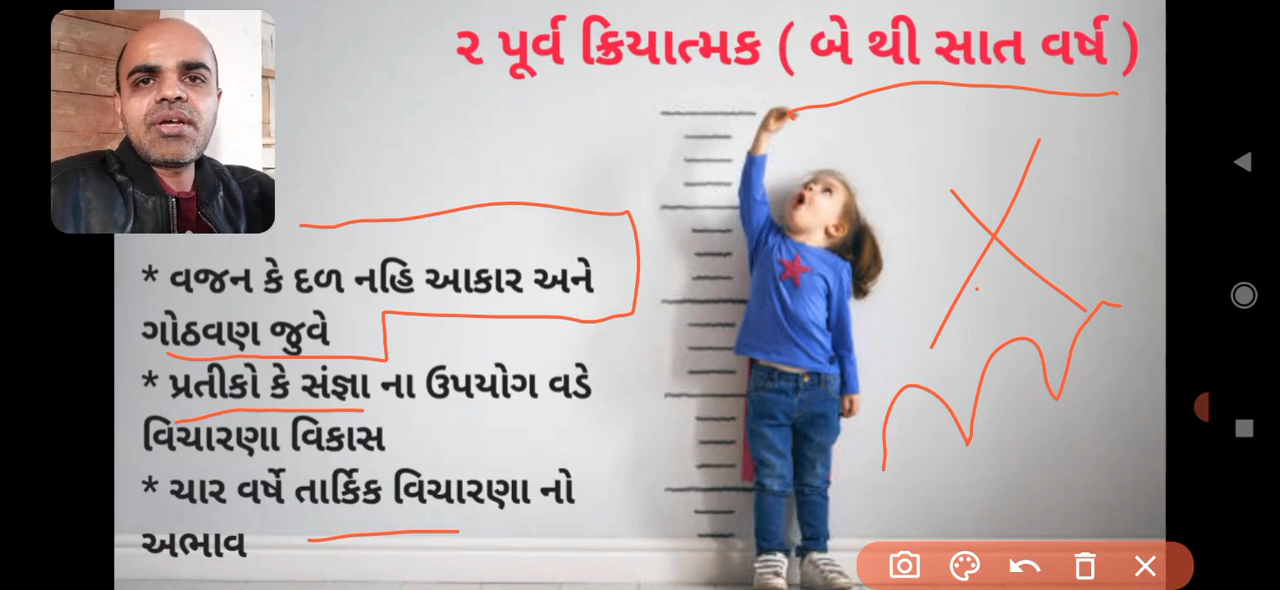 ૨ પૂર્વ ક્રિયાત્મક ( બે થી સાત વર્ષ )
* વજન કે દળ નહિ આકાર અને
ગોઠવણ જુવે
* પ્રતીકો કે સંજ્ઞા ના ઉપયોગ વડે
વિચારણા વિકાસ
* ચાર વર્ષે તાર્કિક વિચારણા નો
અભાવ